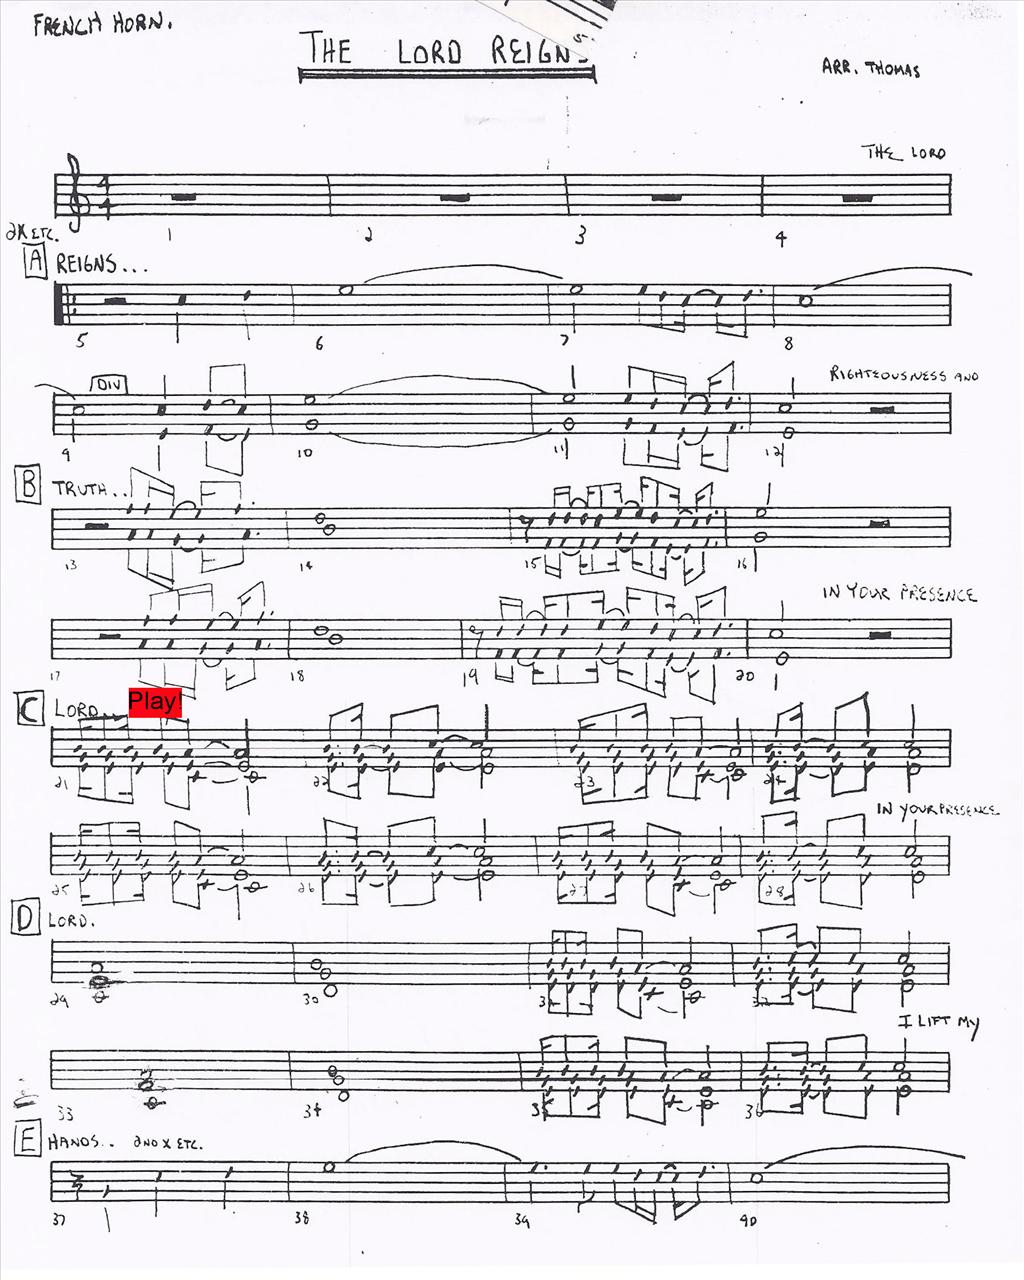 FRENCH HORN.
THE LORD REIGNS
ARR. THOMAS
THE LORD
1 2 3 4
2X ETC.
A REIGNS...
5 6 7 8
DIV
RIGHTEOUSNESS AND
9 10 11 12
B TRUTH..
13 14 15 16
IN YOUR PRESENCE
17 18 19 20
C LORD... Play!
21 22 23 24
IN YOUR PRESENCE
25 26 27 28
D LORD.
29 30 31 32
I LIFT MY
33 34 35 36
E HANDS.. 2ND X ETC.
37 38 39 40